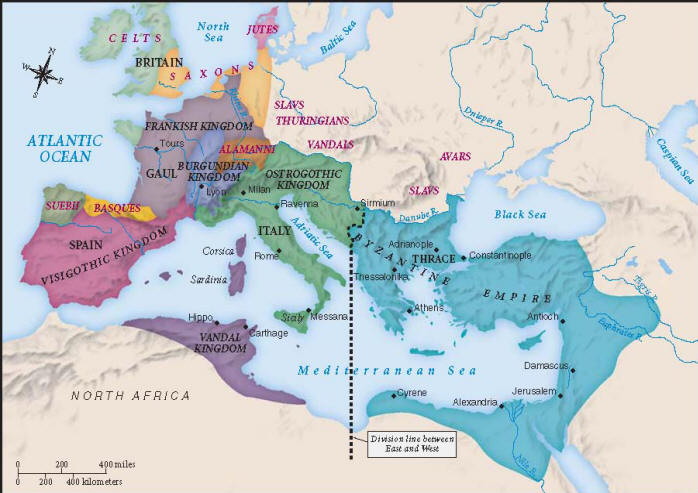 CELTS
North
Sea
JUTES
Baltic Sea
BRITAIN
SAXONS
N
W
E
S
SLAVS
THURINGIANS
VANDALS
Dnieper R.
Caspian Sea
ATLANTIC
OCEAN
Rhine R.
FRANKISH KINGDOM
Tours
ALAMANNI
AVARS
GAUL
BURGUNDIAN
KINGDOM
Lyon
OSTROGOTHIC
KINGDOM
Milan
SLAVS
SUEBI
BASQUES
Ravenna
Sirmium
Danube R.
Black Sea
SPAIN
VISIGOTHIC KINGDOM
ITALY
Adriatic Sea
Corsica
Rome
BYZANTINE EMPIRE
Adrianople
THRACE
Constantinople
Sardinia
Thessalonika
Tigris R.
Sicily
Messana
Athens
Antioch
Euphrates R.
Hippo
Carthage
VANDAL
KINGDOM
Mediterranean Sea
Damascus
NORTH AFRICA
Cyrene
Alexandria
Jerusalem
Division line between
East and West
Nile R.
0 200 400 miles
0 200 400 kilometers